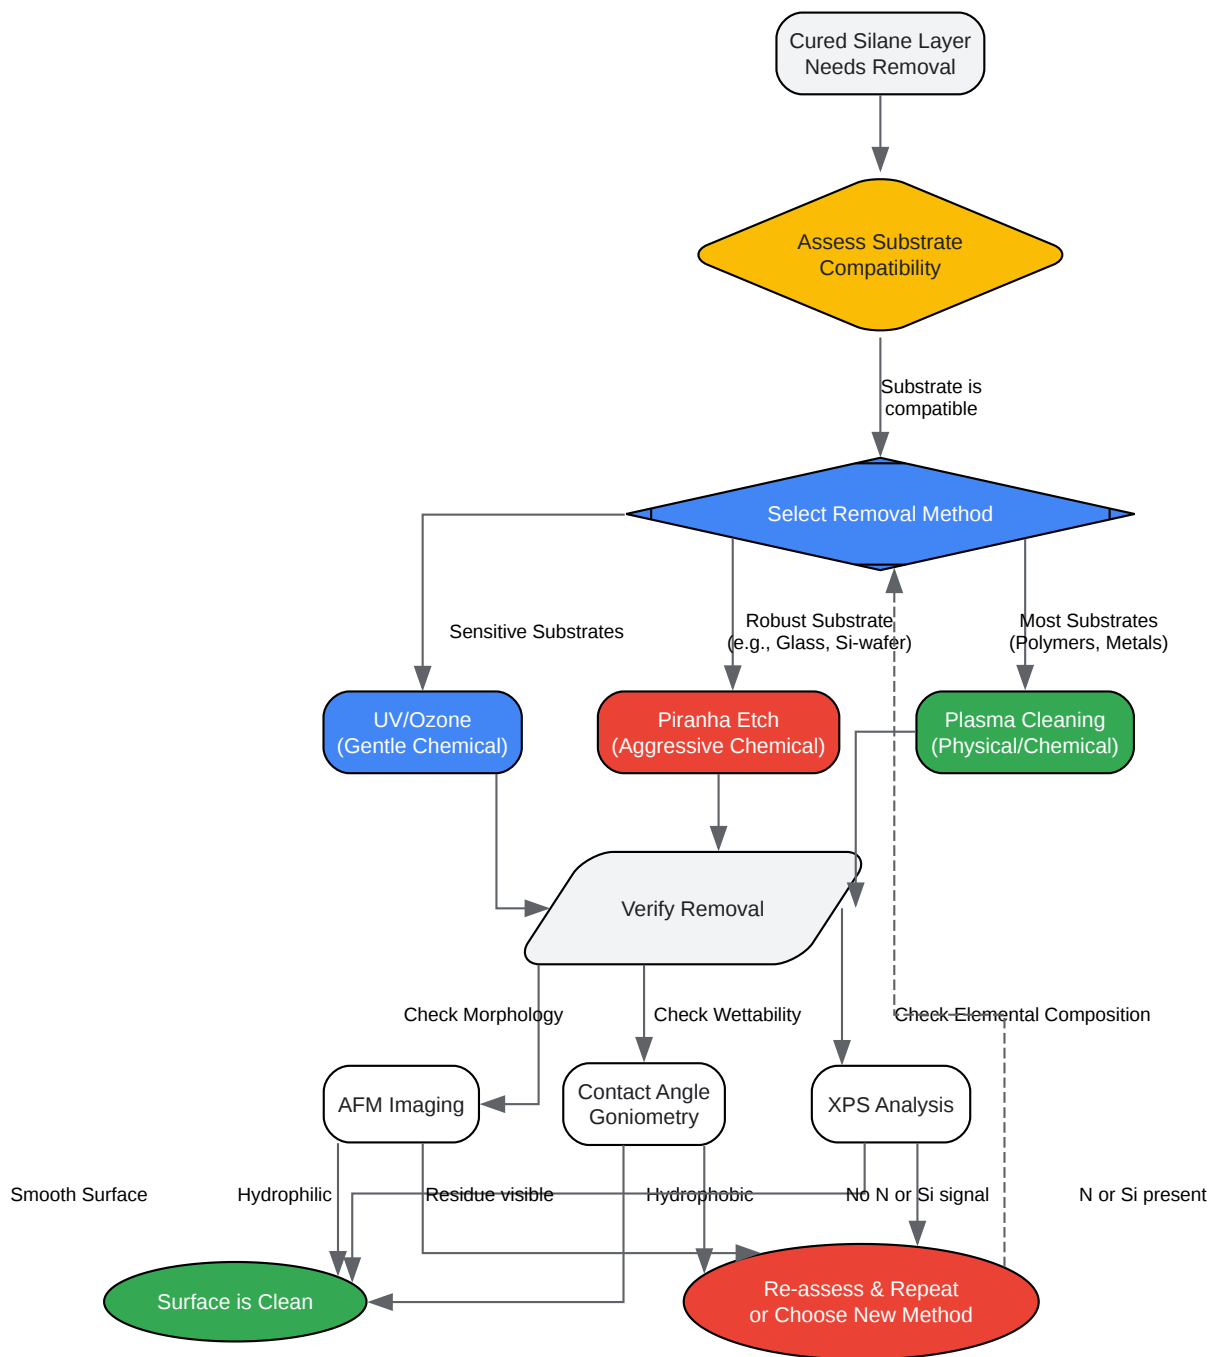 Cured Silane Layer
Needs Removal
Assess Substrate
Compatibility
Substrate is
compatible
Select Removal Method
Sensitive Substrates
Robust Substrate
(e.g., Glass, Si-wafer)
Most Substrates
(Polymers, Metals)
UV/Ozone
(Gentle Chemical)
Piranha Etch
(Aggressive Chemical)
Plasma Cleaning
(Physical/Chemical)
Verify Removal
Check Morphology
Check Wettability
Check Elemental Composition
AFM Imaging
Contact Angle
Goniometry
XPS Analysis
Smooth Surface
Hydrophilic
Residue visible
Hydrophobic
No N or Si signal
N or Si present
Surface is Clean
Re-assess & Repeat
or Choose New Method